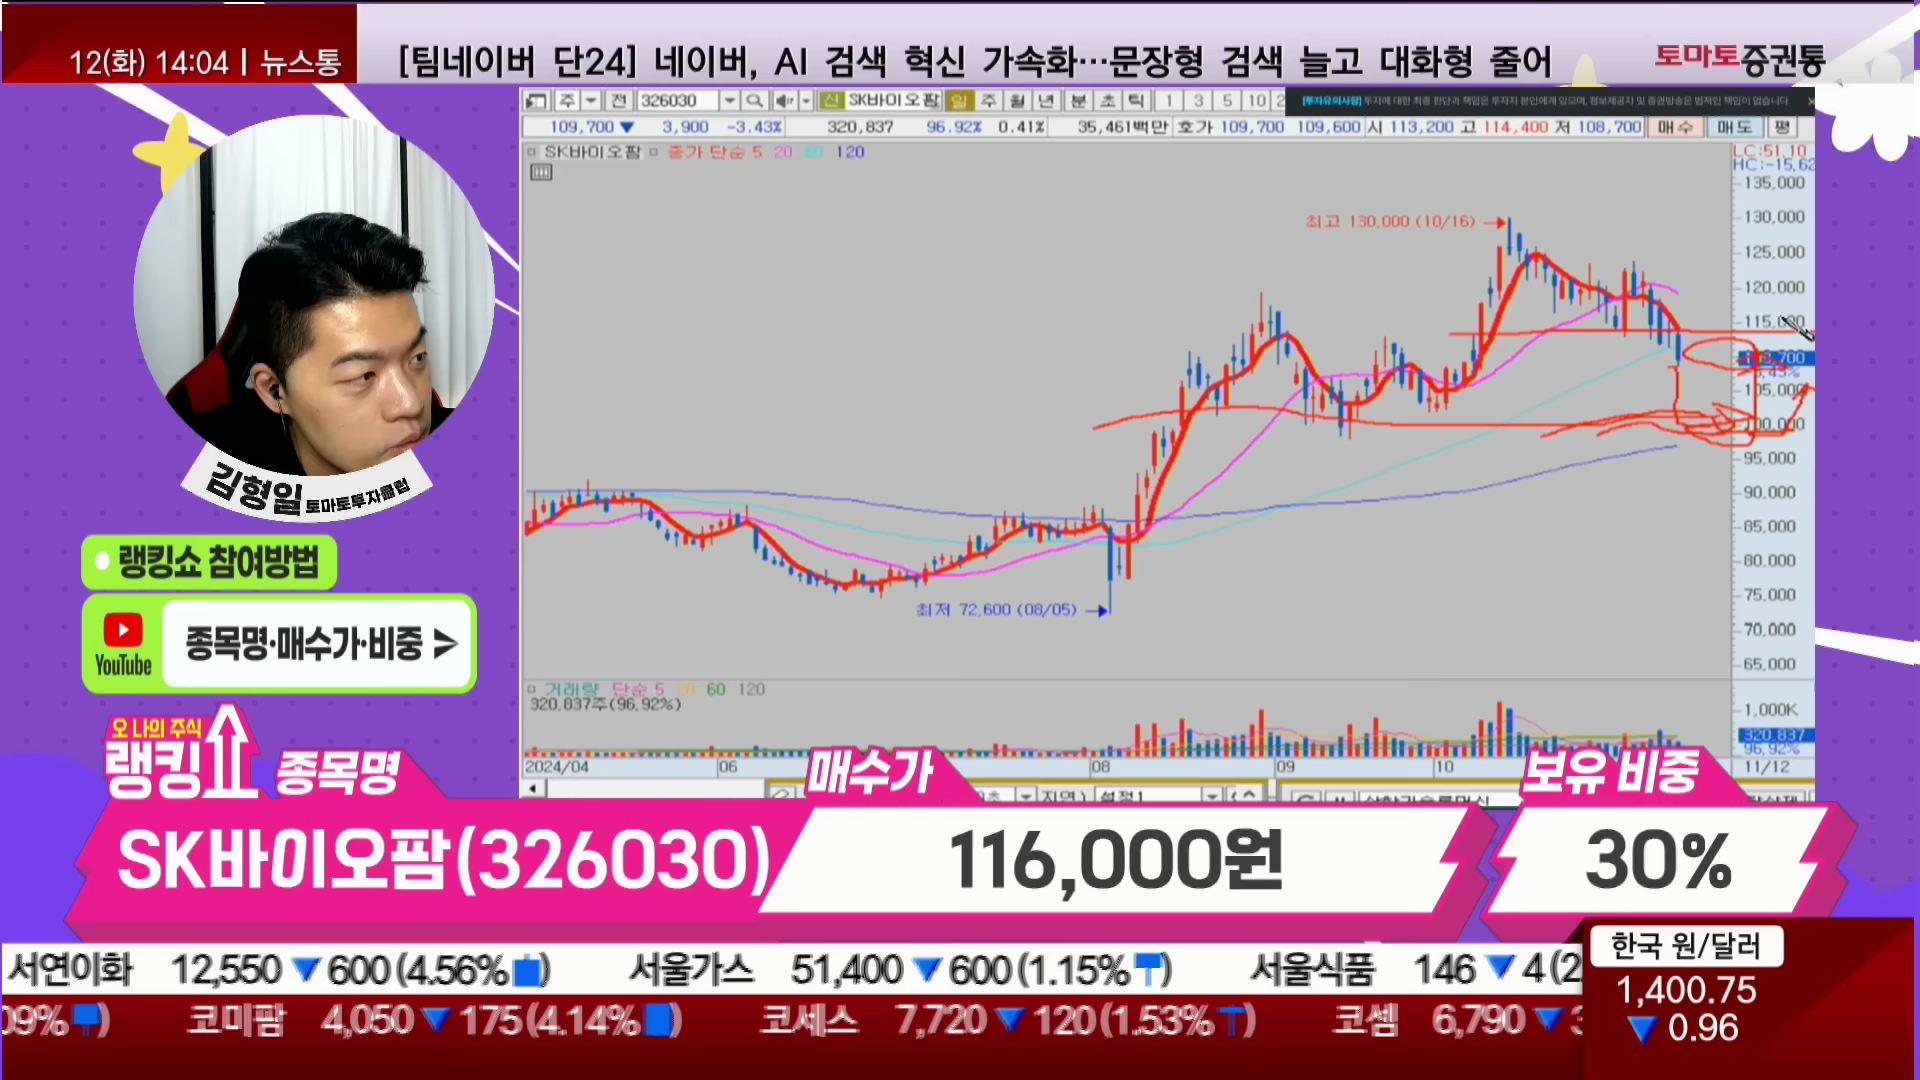 12(화) 14:04 | 뉴스통
[팀네이버 단24] 네이버, AI 검색 혁신 가속화…문장형 검색 늘고 대화형 줄어
토마토증권통
주 전 326030 신 SK바이오팜 일 주 월 년 분 초 틱 1 3 5 10
[투자유의사항] 투자에 대한 최종 판단과 책임은 투자자 본인에게 있으며, 정보제공자 및 증권방송은 법적인 책임이 없습니다.
109,700 ▼ 3,900 -3.43% 320,837 96.92% 0.41% 35,461백만 호가 109,700 109,600 시 113,200 고 114,400 저 108,700 매수 매도 평
SK바이오팜 종가 단순 5 20 60 120
LC:51.10
HC:-15.62
135,000
130,000
최고 130,000 (10/16)
125,000
120,000
115,000
105,000
100,000
95,000
90,000
85,000
80,000
75,000
최저 72,600 (08/05)
70,000
65,000
거래량 단순 5 20 60 120
320,837주(96.92%)
1,000K
320,837
96.92%
2024/04 06 08 09 10 11/12
김형일 토마토투자클럽
랭킹쇼 참여방법
YouTube
종목명·매수가·비중
오 나의 주식
랭킹쇼
종목명
매수가
보유 비중
SK바이오팜(326030)
116,000원
30%
서연이화 12,550 ▼ 600 (4.56%) 서울가스 51,400 ▼ 600 (1.15%) 서울식품 146 ▼ 4 (2
09%) 코미팜 4,050 ▼ 175 (4.14%) 코세스 7,720 ▼ 120 (1.53%) 코셈 6,790 ▼
한국 원/달러
1,400.75
▼ 0.96